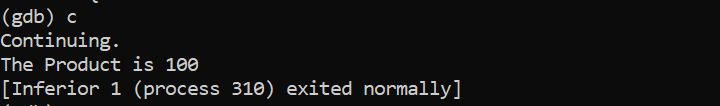 (gdb) c
Continuing.
The Product is 100
[Inferior 1 (process 310) exited normally]